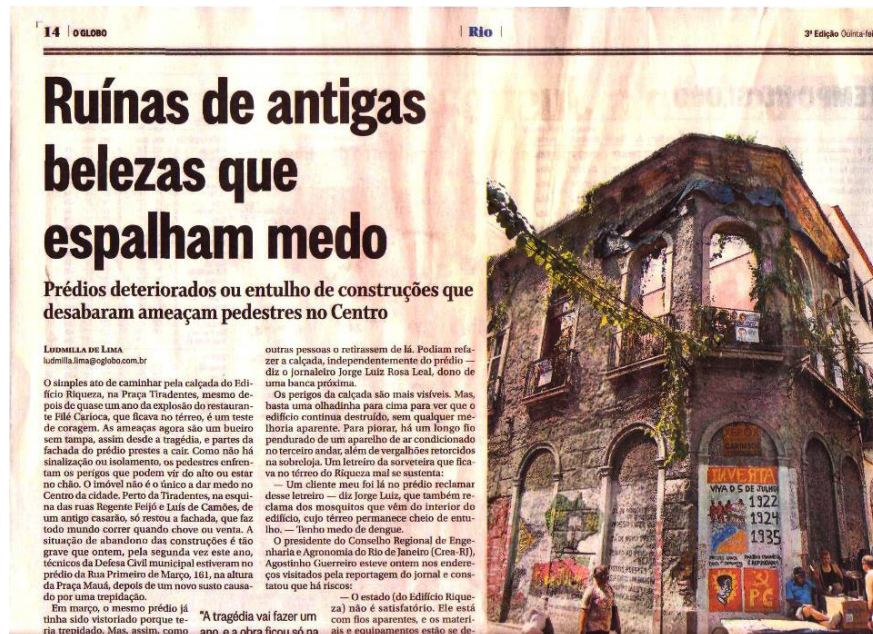 14 | O GLOBO
| Rio |
3ª Edição Quinta-fei
Ruínas de antigas
belezas que
espalham medo
Prédios deteriorados ou entulho de construções que
desabaram ameaçam pedestres no Centro
LUDMILLA DE LIMA
ludmilla.lima@oglobo.com.br
O simples ato de caminhar pela calçada do Edi-
fício Riqueza, na Praça Tiradentes, mesmo de-
pois de quase um ano da explosão do restauran-
te Filé Carioca, que ficava no térreo, é um teste
de coragem. As ameaças agora são um bueiro
sem tampa, assim desde a tragédia, e partes da
fachada do prédio prestes a cair. Como não há
sinalização ou isolamento, os pedestres enfren-
tam os perigos que podem vir do alto ou estar
no chão. O imóvel não é o único a dar medo no
Centro da cidade. Perto da Tiradentes, na esqui-
na das ruas Regente Feijó e Luís de Camões, de
um antigo casarão, só restou a fachada, que faz
todo mundo correr quando chove ou venta. A
situação de abandono das construções é tão
grave que ontem, pela segunda vez este ano,
técnicos da Defesa Civil municipal estiveram no
prédio da Rua Primeiro de Março, 161, na altura
da Praça Mauá, depois de um novo susto causa-
do por uma trepidação.
Em março, o mesmo prédio já
tinha sido vistoriado porque te-
ria trepidado. Mas, assim, como
outras pessoas o retirassem de lá. Podiam refa-
zer a calçada, independentemente do prédio —
diz o jornaleiro Jorge Luiz Rosa Leal, dono de
uma banca próxima.
Os perigos da calçada são mais visíveis. Mas,
basta uma olhadinha para cima para ver que o
edifício continua destruído, sem qualquer me-
lhoria aparente. Para piorar, há um longo fio
pendurado de um aparelho de ar condicionado
no terceiro andar, além de vergalhões retorcidos
na sobreloja. Um letreiro da sorveteria que fica-
va no térreo do Riqueza mal se sustenta:
— Um cliente meu foi lá no prédio reclamar
desse letreiro — diz Jorge Luiz, que também re-
clama dos mosquitos que vêm do interior do
edifício, cujo térreo permanece cheio de entu-
lho. — Tenho medo de dengue.
O presidente do Conselho Regional de Enge-
nharia e Agronomia do Rio de Janeiro (Crea-RJ),
Agostinho Guerreiro esteve ontem nos endere-
ços visitados pela reportagem do jornal e cons-
tatou que há riscos:
— O estado (do Edifício Rique-
za) não é satisfatório. Ele está
com fios aparentes, e os materi-
ais e equipamentos estão se de-
"A tragédia vai fazer um
ano, e a obra ficou só na
INVERTA
VIVA O 5 DE JULHO
1922
1924
1935
PCPG